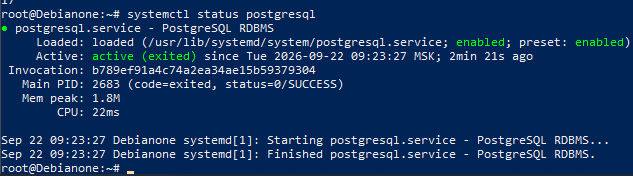 root@Debianone:~# systemctl status postgresql
● postgresql.service - PostgreSQL RDBMS
Loaded: loaded (/usr/lib/systemd/system/postgresql.service; enabled; preset: enabled)
Active: active (exited) since Tue 2026-09-22 09:23:27 MSK; 2min 21s ago
Invocation: b789ef91a4c74a2ea34ae15b59379304
Main PID: 2683 (code=exited, status=0/SUCCESS)
Mem peak: 1.8M
CPU: 22ms
Sep 22 09:23:27 Debianone systemd[1]: Starting postgresql.service - PostgreSQL RDBMS...
Sep 22 09:23:27 Debianone systemd[1]: Finished postgresql.service - PostgreSQL RDBMS.
root@Debianone:~#